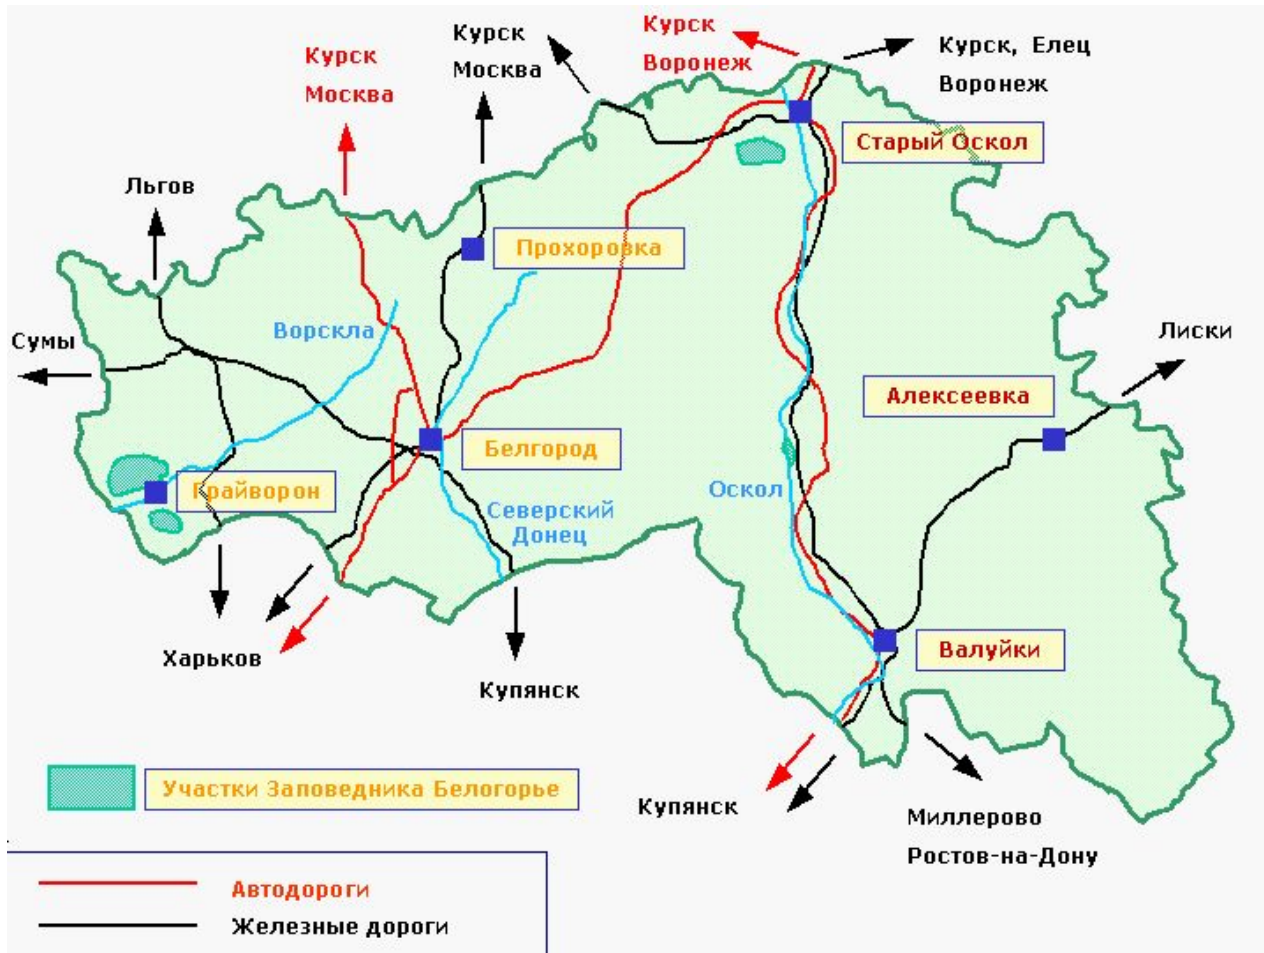 Курск
Москва
Курск
Москва
Курск
Воронеж
Курск, Елец
Воронеж
Старый Оскол
Льгов
Прохоровка
Ворскла
Сумы
Лиски
Алексеевка
Белгород
Грайворон
Оскол
Северский
Донец
Валуйки
Харьков
Купянск
Участки Заповедника Белогорье
Купянск
Миллерово
Ростов-на-Дону
Автодороги
Железные дороги